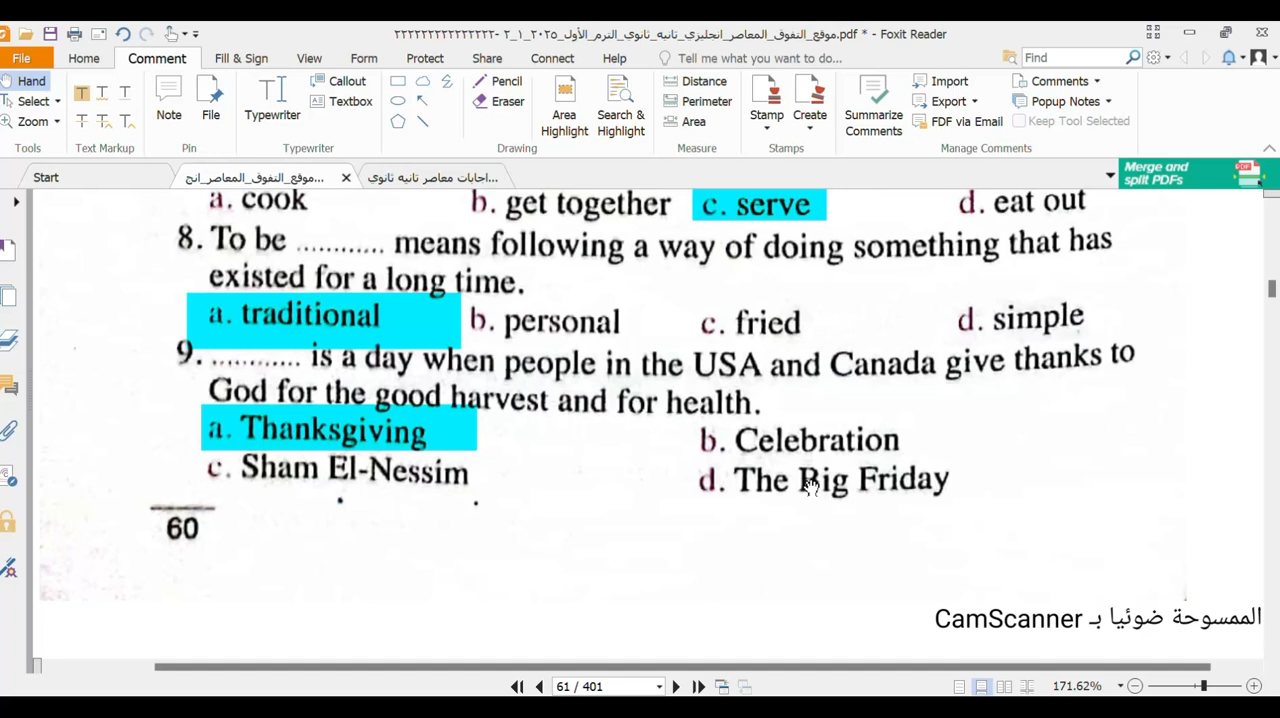 موقع_التفوق_المعاصر_انجليزي_ثانيه_ثانوي_الترم_الأول_٢٠٢٥_١_٢ -٢٢٢٢٢٢٢٢٢٢٢٢٢٢٢٢.pdf * - Foxit Reader
File Home Comment Fill & Sign View Form Protect Share Connect Help Tell me what you want to do... Find
Hand Callout Pencil Distance Import Comments
Select Textbox Eraser Perimeter Export Popup Notes
Zoom Note File Typewriter Area Highlight Search & Highlight Area Stamp Create Summarize Comments FDF via Email Keep Tool Selected
Tools Text Markup Pin Typewriter Drawing Measure Stamps Manage Comments
Start موقع_التفوق_المعاصر_انج... اجابات معاصر تانيه ثانوي... Merge and split PDFs
a. cook b. get together c. serve d. eat out
8. To be ............ means following a way of doing something that has
existed for a long time.
a. traditional b. personal c. fried d. simple
9. ............ is a day when people in the USA and Canada give thanks to
God for the good harvest and for health.
a. Thanksgiving b. Celebration
c. Sham El-Nessim d. The Big Friday
60
الممسوحة ضوئيا بـ CamScanner
61 / 401 171.62%